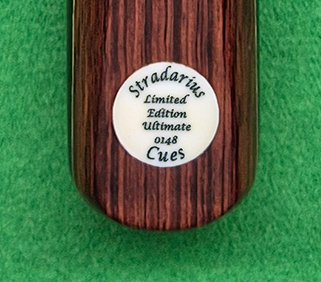 Stradarius
Limited
Edition
Ultimate
0148
Cues